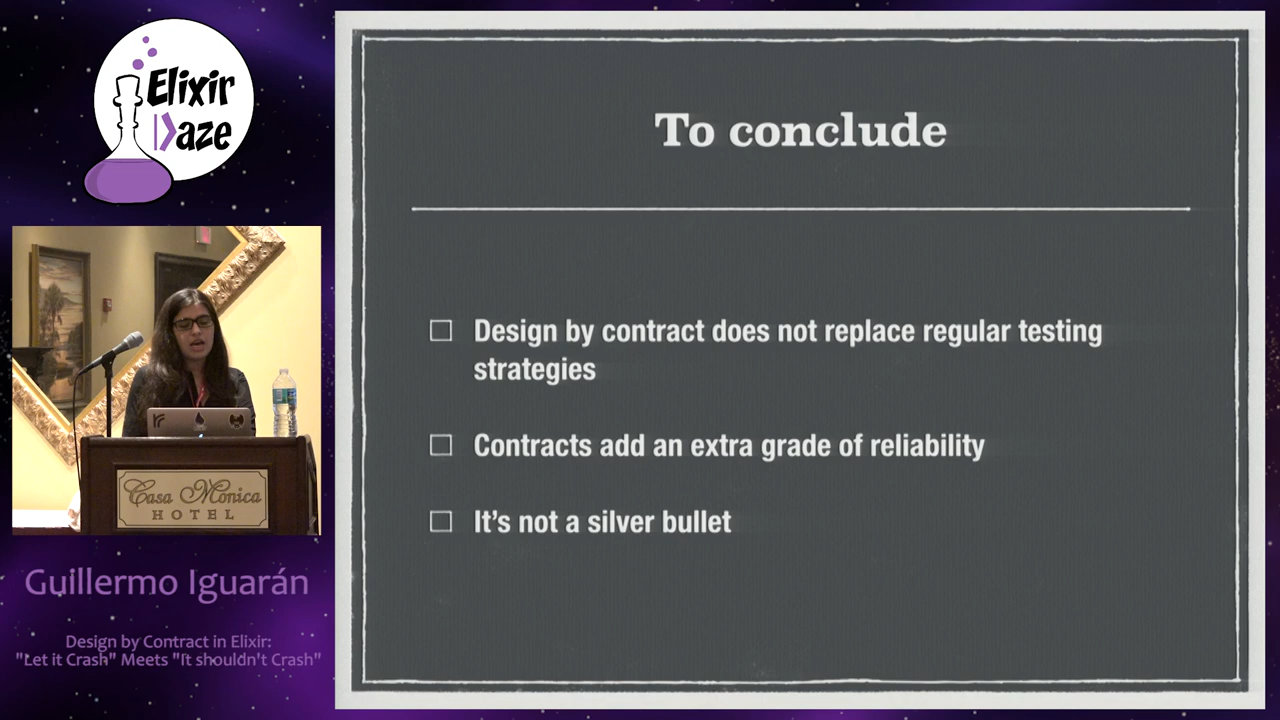 Elixir
Daze
Casa Monica
HOTEL
Guillermo Iguarán
Design by Contract in Elixir:
"Let it Crash" Meets "It shouldn't Crash"
To conclude
Design by contract does not replace regular testing
strategies
Contracts add an extra grade of reliability
It's not a silver bullet